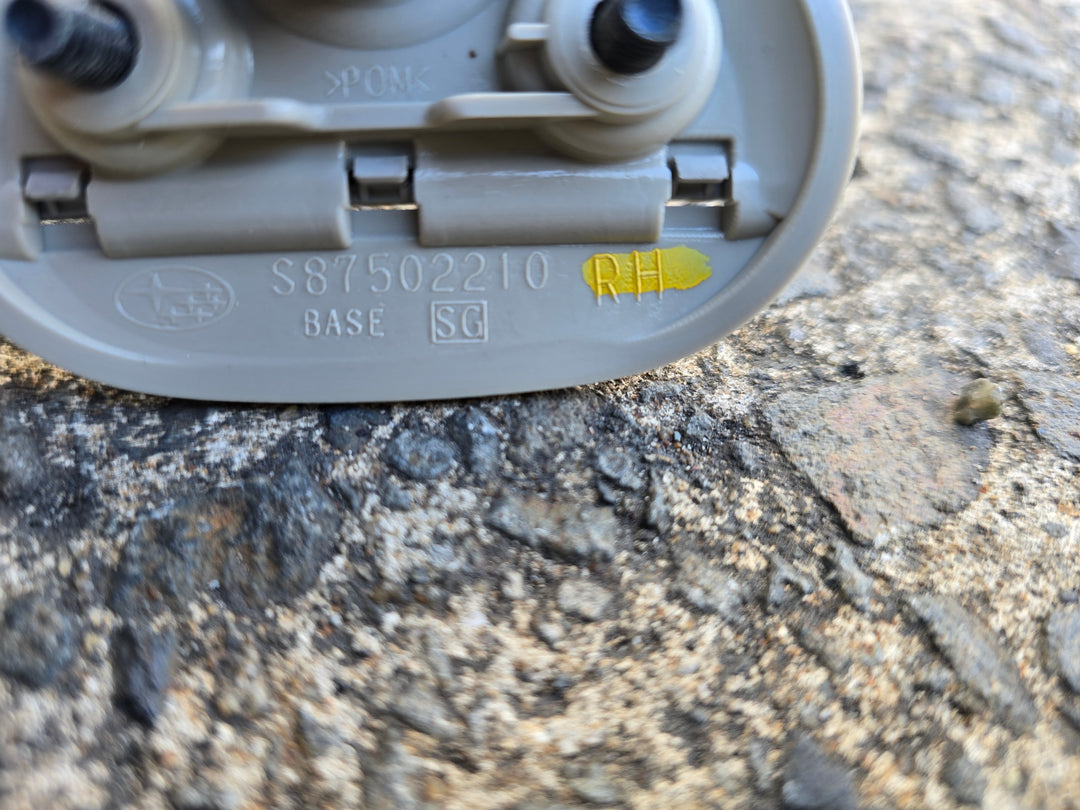 >POM<
S87502210 RH
BASE SG